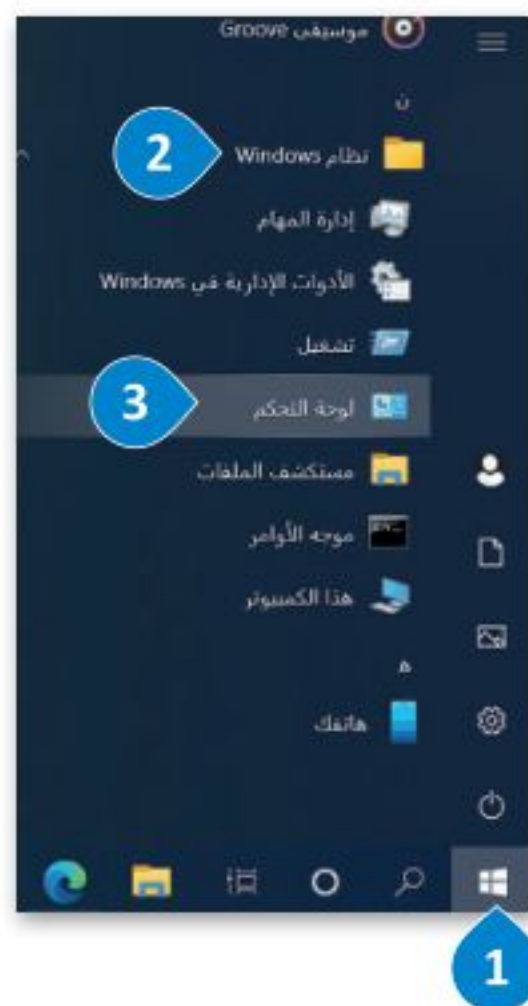 موسيقى Groove
ن
نظام Windows
2
إدارة المهام
الأدوات الإدارية في Windows
تشغيل
لوحة التحكم
3
مستكشف الملفات
موجه الأوامر
هذا الكمبيوتر
ه
هاتفك
1